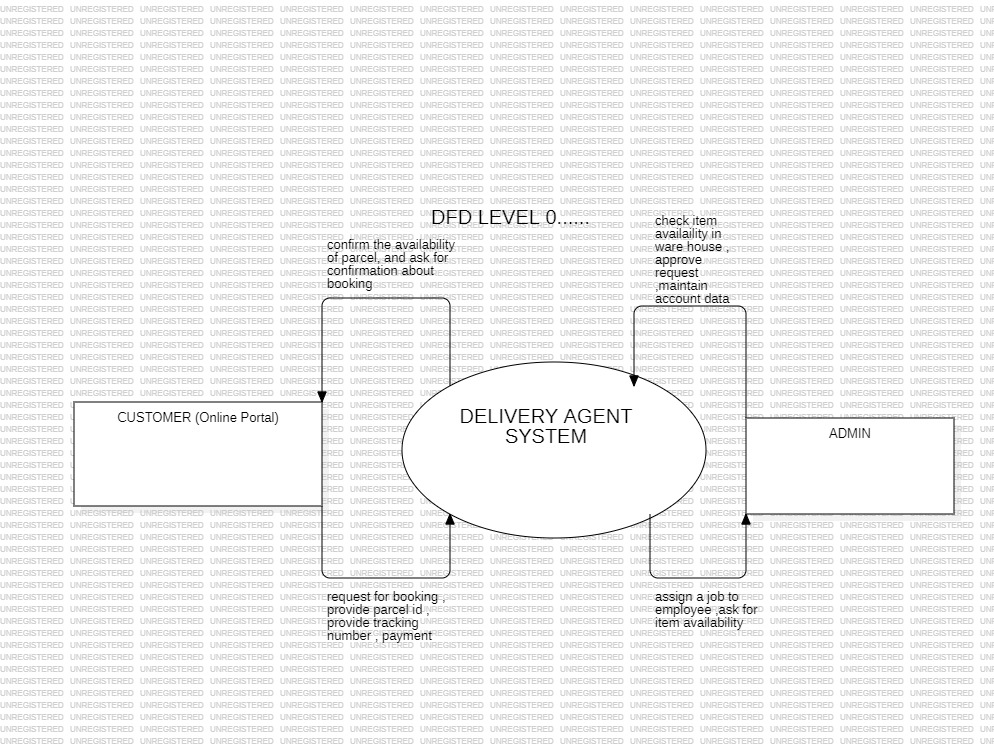 DFD LEVEL 0......
confirm the availability
of parcel, and ask for
confirmation about
booking
check item
availaility in
ware house ,
approve
request
,maintain
account data
CUSTOMER (Online Portal)
DELIVERY AGENT
SYSTEM
ADMIN
request for booking ,
provide parcel id ,
provide tracking
number , payment
assign a job to
employee ,ask for
item availability
UNREGISTERED